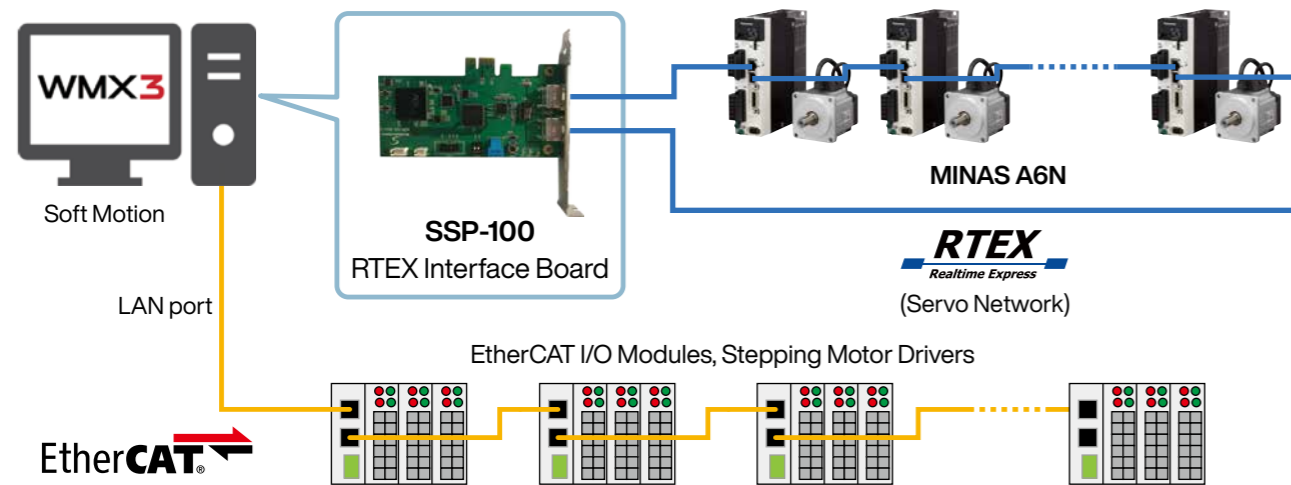 WMX3
Soft Motion
SSP-100
RTEX Interface Board
MINAS A6N
RTEX
Realtime Express
(Servo Network)
LAN port
EtherCAT I/O Modules, Stepping Motor Drivers
EtherCAT®